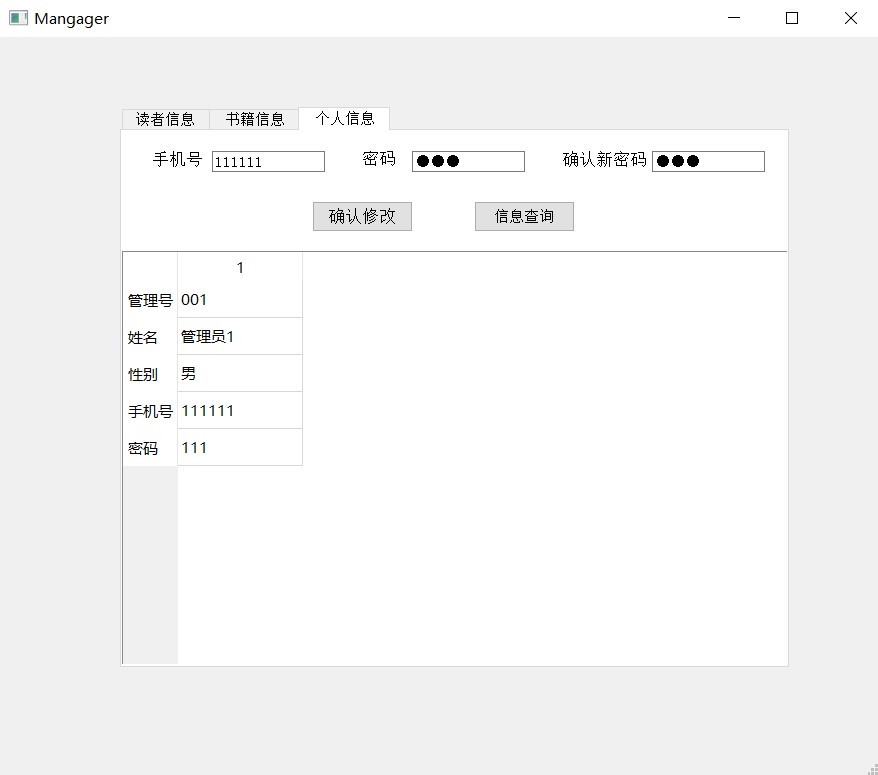 Mangager
读者信息 书籍信息 个人信息
手机号 111111 密码 ●●● 确认新密码 ●●●
确认修改 信息查询
1
管理号 001
姓名 管理员1
性别 男
手机号 111111
密码 111